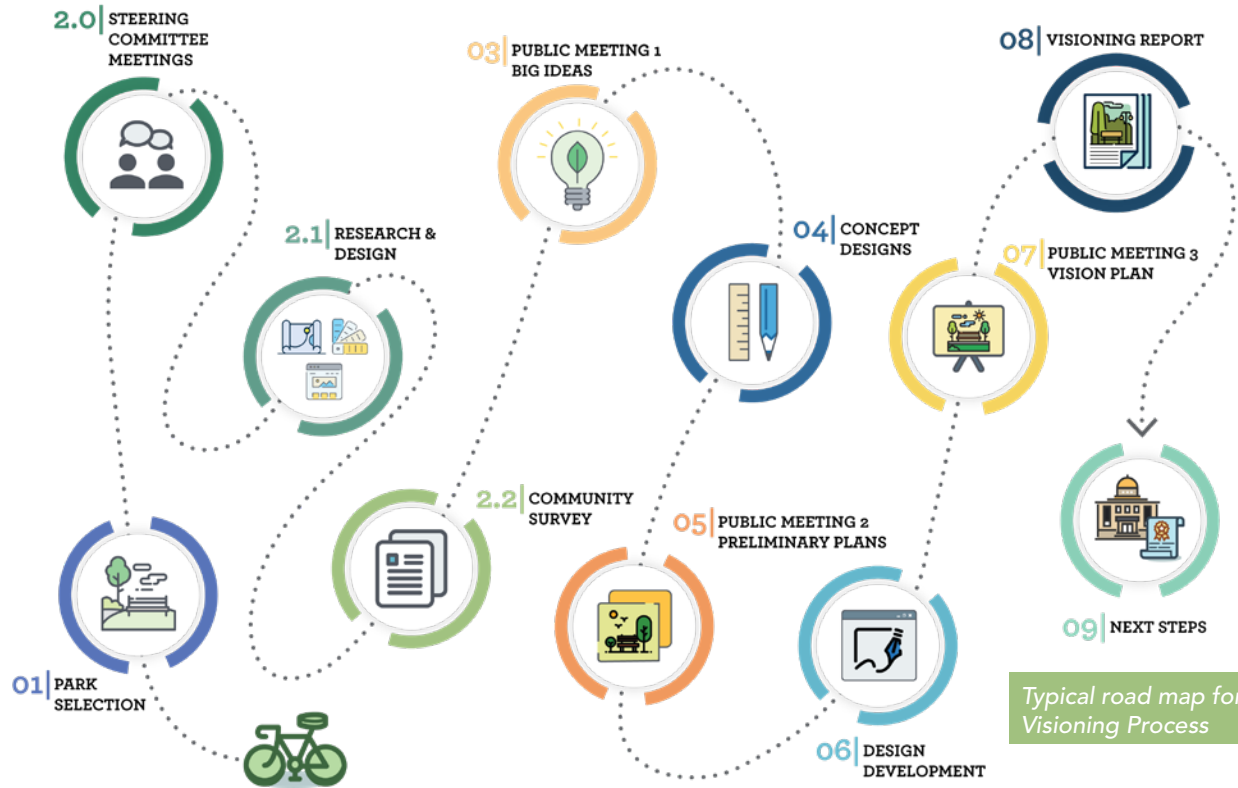 2.0 STEERING
COMMITTEE
MEETINGS
03 PUBLIC MEETING 1
BIG IDEAS
08 VISIONING REPORT
2.1 RESEARCH &
DESIGN
04 CONCEPT
DESIGNS
07 PUBLIC MEETING 3
VISION PLAN
2.2 COMMUNITY
SURVEY
05 PUBLIC MEETING 2
PRELIMINARY PLANS
01 PARK
SELECTION
09 NEXT STEPS
06 DESIGN
DEVELOPMENT
Typical road map for
Visioning Process